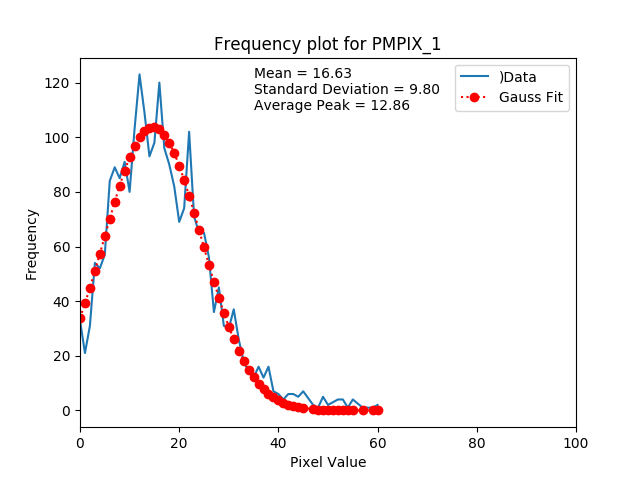 Frequency plot for PMPIX_1
Mean = 16.63
Standard Deviation = 9.80
Average Peak = 12.86
)Data
Gauss Fit
Frequency
120
100
80
60
40
20
0
0 20 40 60 80 100
Pixel Value